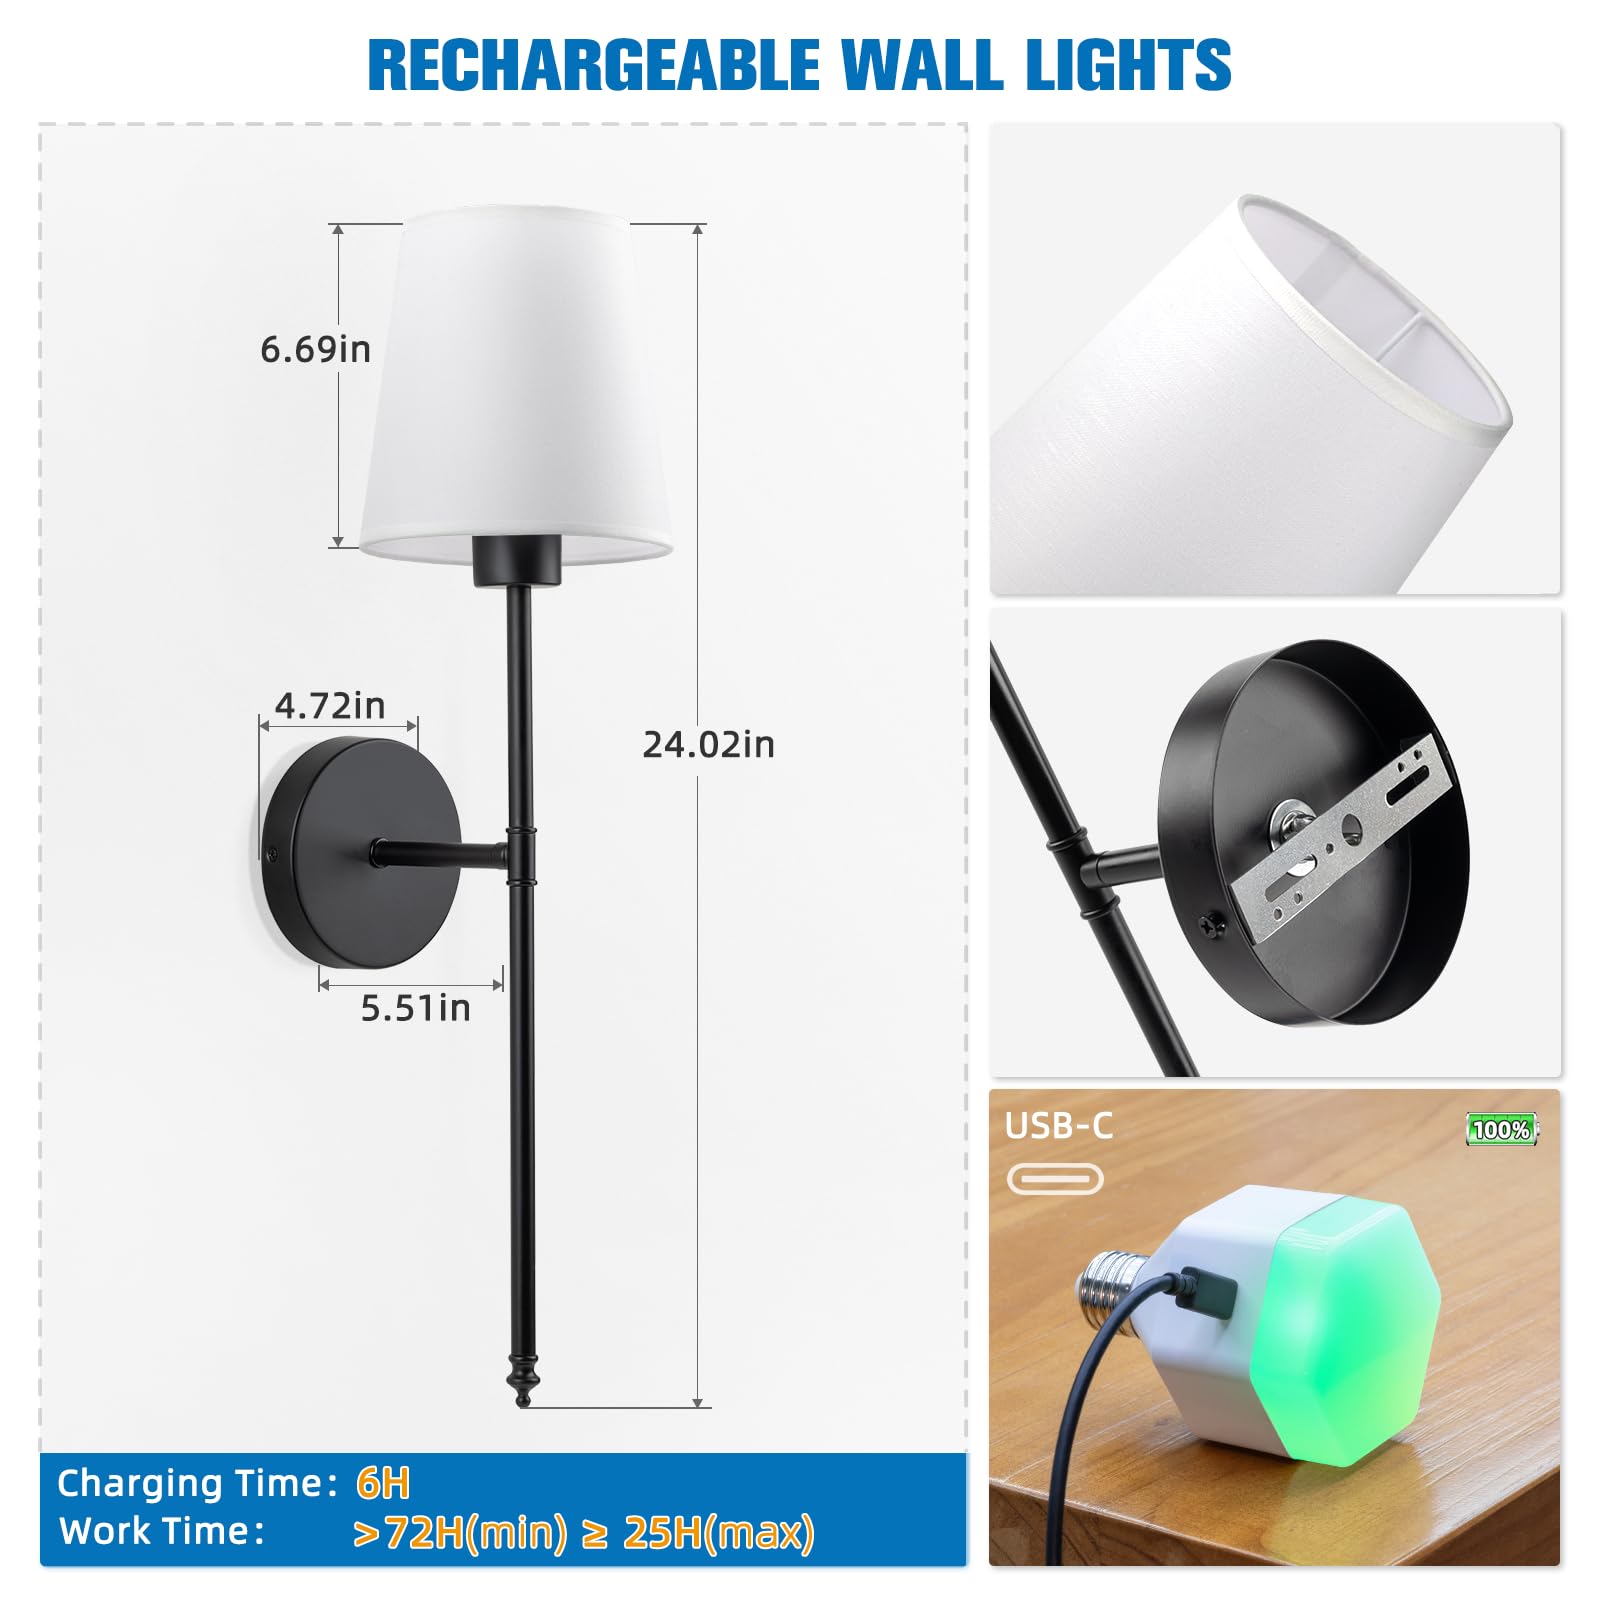 RECHARGEABLE WALL LIGHTS
6.69in
4.72in
24.02in
5.51in
USB-C
100%
Charging Time: 6H
Work Time: >72H(min) ≥ 25H(max)